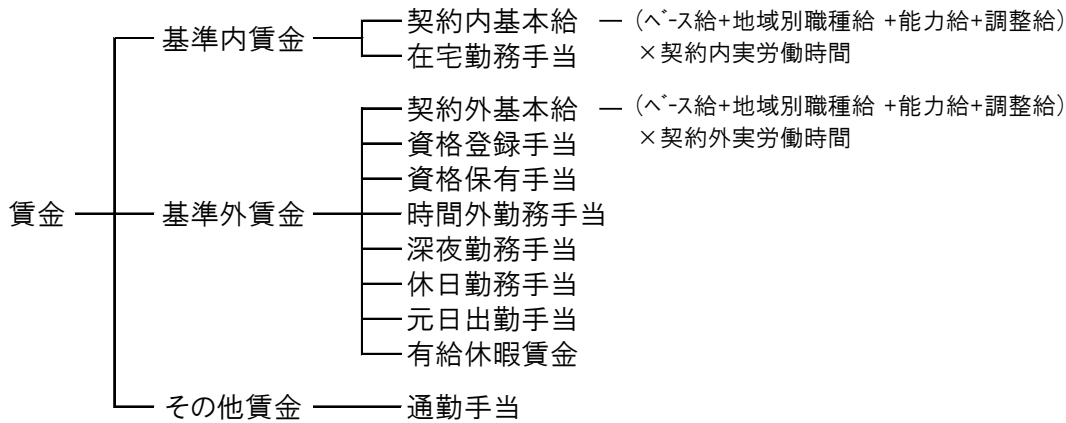 契約内基本給 ― (ﾍﾞｰｽ給+地域別職種給 +能力給+調整給)
基準内賃金
在宅勤務手当 ×契約内実労働時間
契約外基本給 ― (ﾍﾞｰｽ給+地域別職種給 +能力給+調整給)
資格登録手当 ×契約外実労働時間
資格保有手当
賃金 基準外賃金 時間外勤務手当
深夜勤務手当
休日勤務手当
元日出勤手当
有給休暇賃金
その他賃金 通勤手当